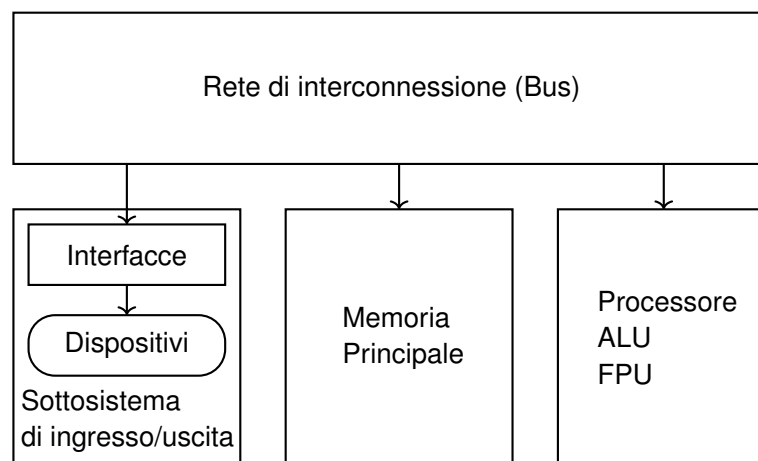 Rete di interconnessione (Bus)
Interfacce
Dispositivi
Sottosistema
di ingresso/uscita
Memoria
Principale
Processore
ALU
FPU